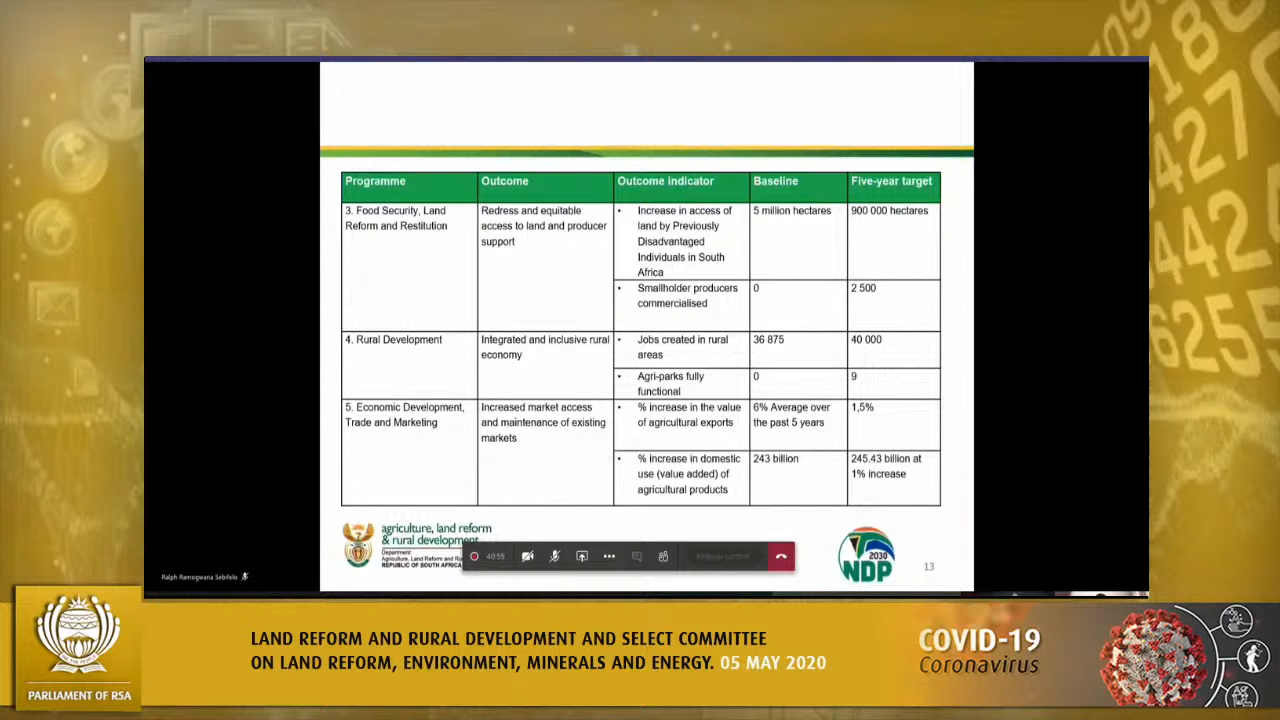 Programme
Outcome
Outcome indicator
Baseline
Five-year target
3. Food Security, Land
Reform and Restitution
Redress and equitable
access to land and producer
support
• Increase in access of
land by Previously
Disadvantaged
Individuals in South
Africa
5 million hectares
900 000 hectares
• Smallholder producers
commercialised
0
2 500
4. Rural Development
Integrated and inclusive rural
economy
• Jobs created in rural
areas
36 875
40 000
• Agri-parks fully
functional
0
9
5. Economic Development,
Trade and Marketing
Increased market access
and maintenance of existing
markets
• % increase in the value
of agricultural exports
6% Average over
the past 5 years
1,5%
• % increase in domestic
use (value added) of
agricultural products
243 billion
245.43 billion at
1% increase
agriculture, land reform
& rural development
Department:
Agriculture, Land Reform and
REPUBLIC OF SOUTH AFRICA
40:59
2030
NDP
13
Ralph Ramogwana Sebifelo
PARLIAMENT OF RSA
LAND REFORM AND RURAL DEVELOPMENT AND SELECT COMMITTEE
ON LAND REFORM, ENVIRONMENT, MINERALS AND ENERGY. 05 MAY 2020
COVID-19
Coronavirus